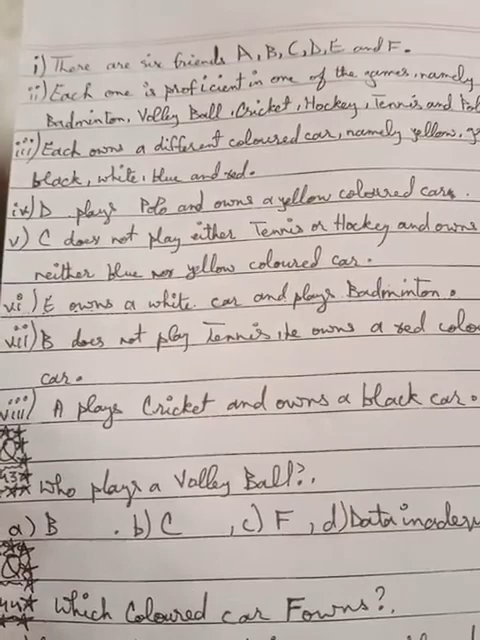 i) There are six friends A, B, C, D, E and F.
ii) Each one is proficient in one of the games, namely
Badminton, Volley Ball, Cricket, Hockey, Tennis and
iii) Each owns a different coloured car, namely yellow,
black, white, blue and red.
iv) D plays Polo and owns a yellow coloured car.
v) C does not play either Tennis or Hockey and owns
neither blue nor yellow coloured car.
vi) E owns a white car and plays Badminton.
vii) B does not play Tennis, He owns a red
car.
viii) A plays Cricket and owns a black car.
Q
43
Who plays a Volley Ball?.
a) B . b) C , c) F , d) Data
Q
44
Which Coloured car F owns?.